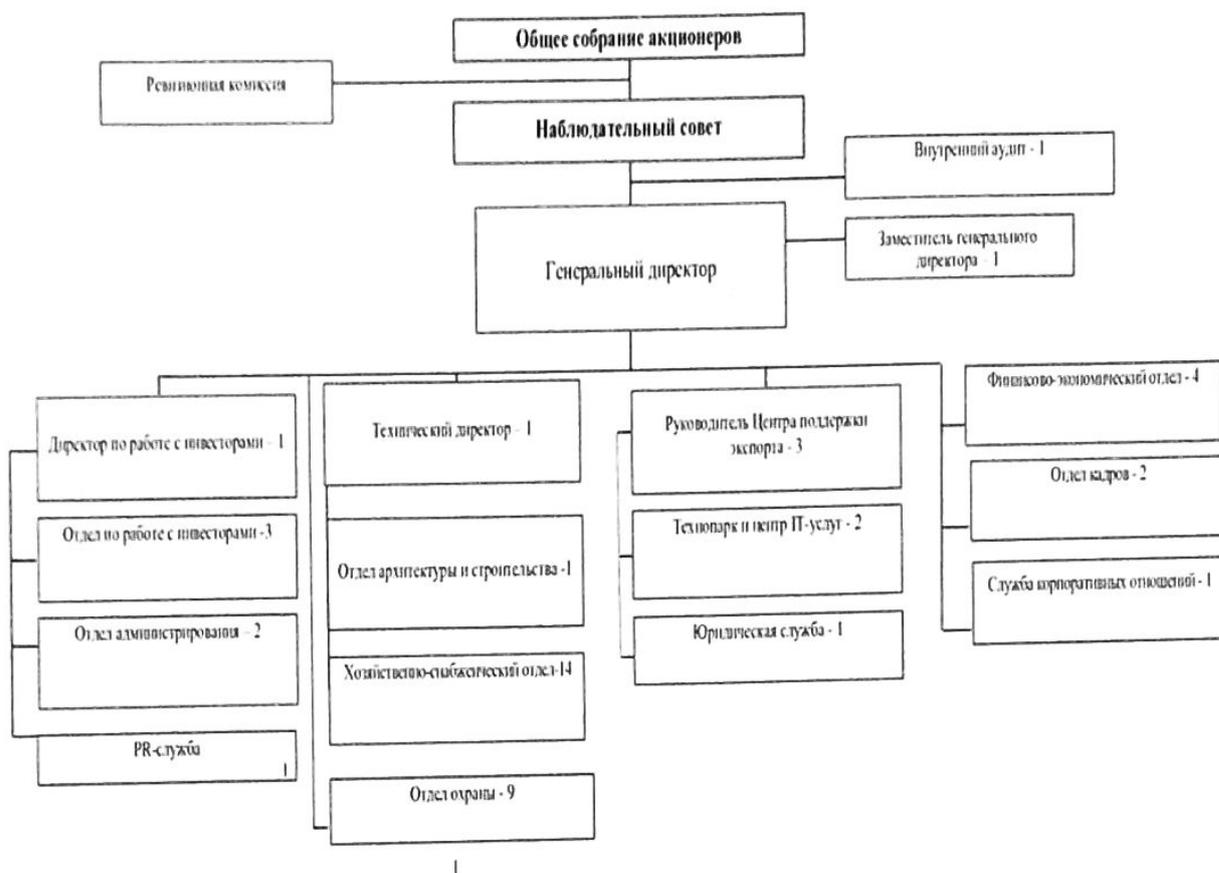 Общее собрание акционеров
Ревизионная комиссия
Наблюдательный совет
Внутренний аудит - 1
Заместитель генерального
директора - 1
Генеральный директор
Финансово-экономический отдел - 4
Директор по работе с инвесторами - 1
Технический директор - 1
Руководитель Центра поддержки
экспорта - 3
Отдел кадров - 2
Отдел по работе с инвесторами -3
Отдел архитектуры и строительства -1
Технопарк и центр IT-услуг - 2
Служба корпоративных отношений - 1
Отдел администрирования - 2
Хозяйственно-снабженческий отдел-14
Юридическая служба - 1
PR-служба
1
Отдел охраны - 9